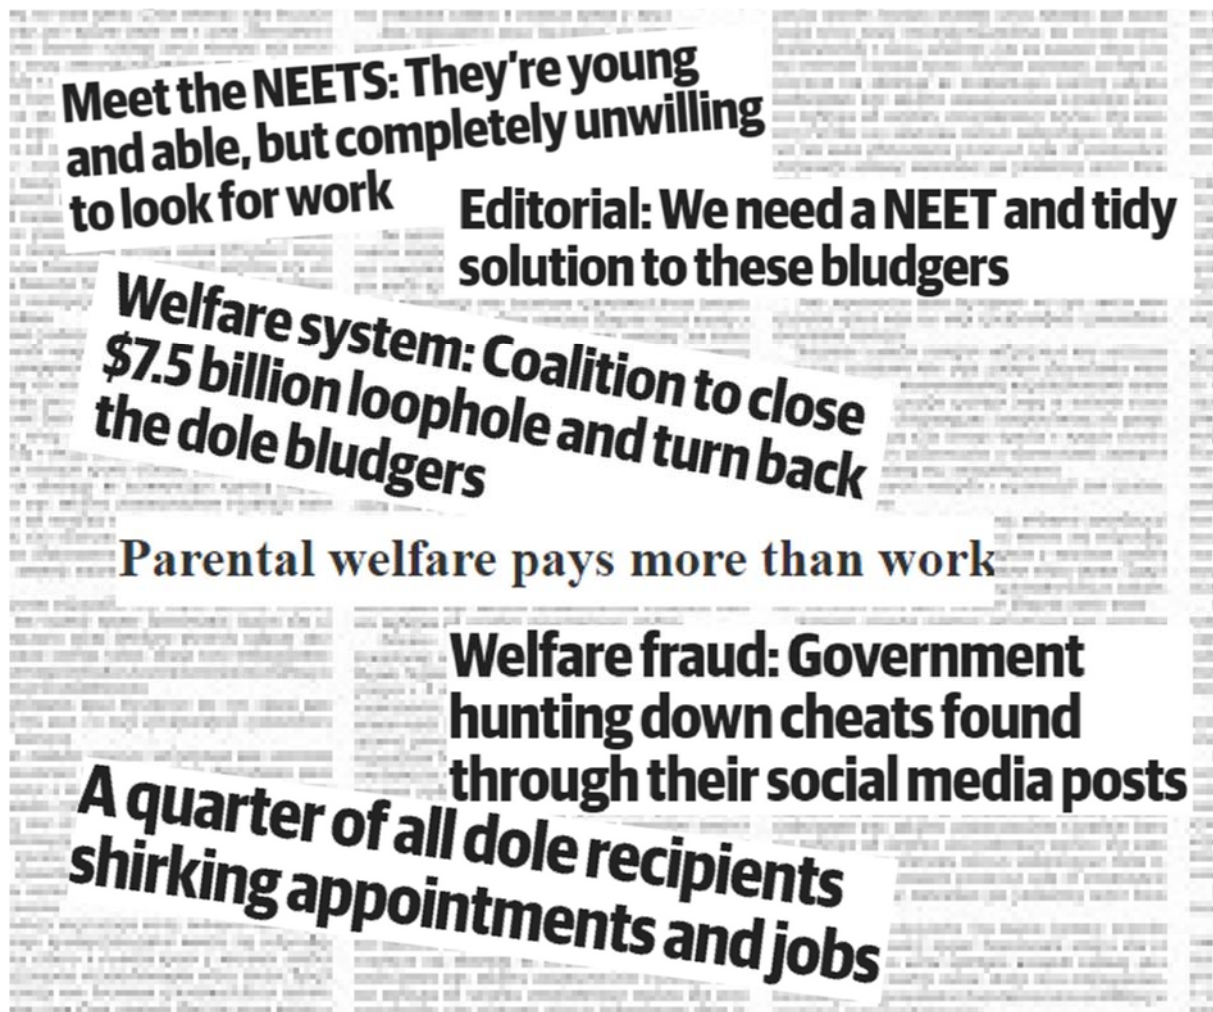 Meet the NEETS: They're young
and able, but completely unwilling
to look for work
Editorial: We need a NEET and tidy
solution to these bludgers
Welfare system: Coalition to close
$7.5 billion loophole and turn back
the dole bludgers
Parental welfare pays more than work
Welfare fraud: Government
hunting down cheats found
through their social media posts
A quarter of all dole recipients
shirking appointments and jobs